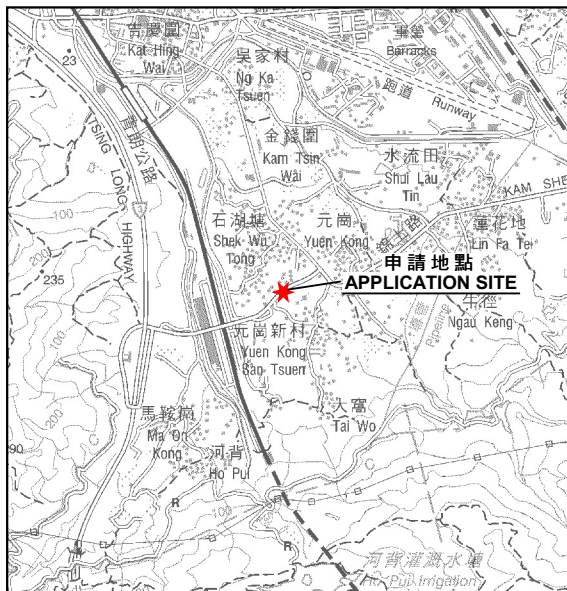 吉慶圍
Kat Hing
Wai
23
吳家村
Ng Ka
Tsuen
軍營
Barracks
跑道
Runway
青朗公路
TSING LONG HIGHWAY
金錢圍
Kam Tsin
Wai
水流田
Shui Lau
Tin
KAM SHE
錦上路
100
石湖塘
Shek Wu
Tong
元崗
Yuen Kong
蓮花地
Lin Fa Tei
235
申請地點
APPLICATION SITE
牛徑
Ngau Keng
元崗新村
Yuen Kong
San Tsuen
Pipeline
大窩
Tai Wo
200
馬鞍崗
Ma On
Kong
河背
Ho Pui
90
R
100
R
河背灌溉水塘
Ho Pui Irrigation